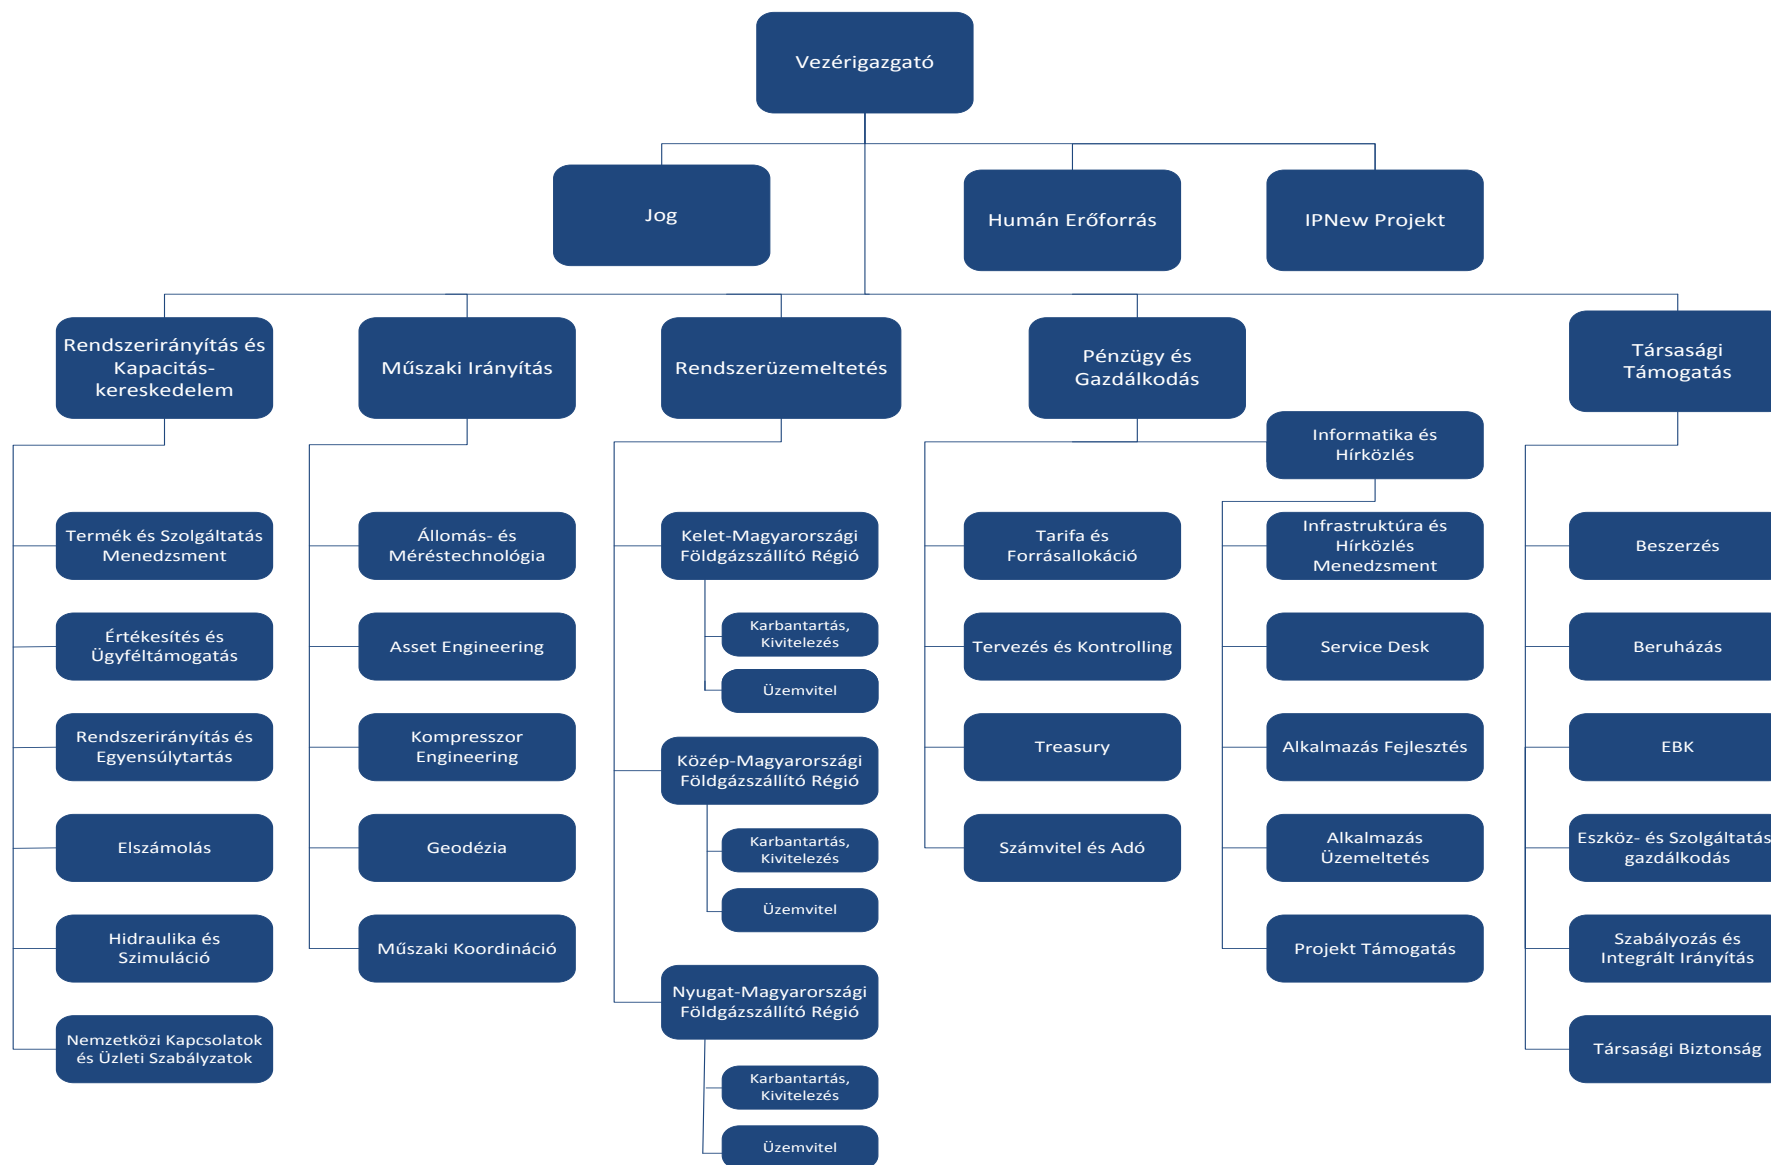 Vezérigazgató
Jog
Humán Erőforrás
IPNew Projekt
Rendszerirányítás és
Kapacitás-
kereskedelem
Műszaki Irányítás
Rendszerüzemeltetés
Pénzügy és
Gazdálkodás
Társasági
Támogatás
Termék és Szolgáltatás
Menedzsment
Értékesítés és
Ügyféltámogatás
Rendszerirányítás és
Egyensúlytartás
Elszámolás
Hidraulika és
Szimuláció
Nemzetközi Kapcsolatok
és Üzleti Szabályzatok
Állomás- és
Méréstechnológia
Asset Engineering
Kompresszor
Engineering
Geodézia
Műszaki Koordináció
Kelet-Magyarországi
Földgázszállító Régió
Karbantartás,
Kivitelezés
Üzemvitel
Közép-Magyarországi
Földgázszállító Régió
Karbantartás,
Kivitelezés
Üzemvitel
Nyugat-Magyarországi
Földgázszállító Régió
Karbantartás,
Kivitelezés
Üzemvitel
Tarifa és
Forrásallokáció
Tervezés és Kontrolling
Treasury
Számvitel és Adó
Informatika és
Hírközlés
Infrastruktúra és
Hírközlés
Menedzsment
Service Desk
Alkalmazás Fejlesztés
Alkalmazás
Üzemeltetés
Projekt Támogatás
Beszerzés
Beruházás
EBK
Eszköz- és Szolgáltatás
gazdálkodás
Szabályozás és
Integrált Irányítás
Társasági Biztonság